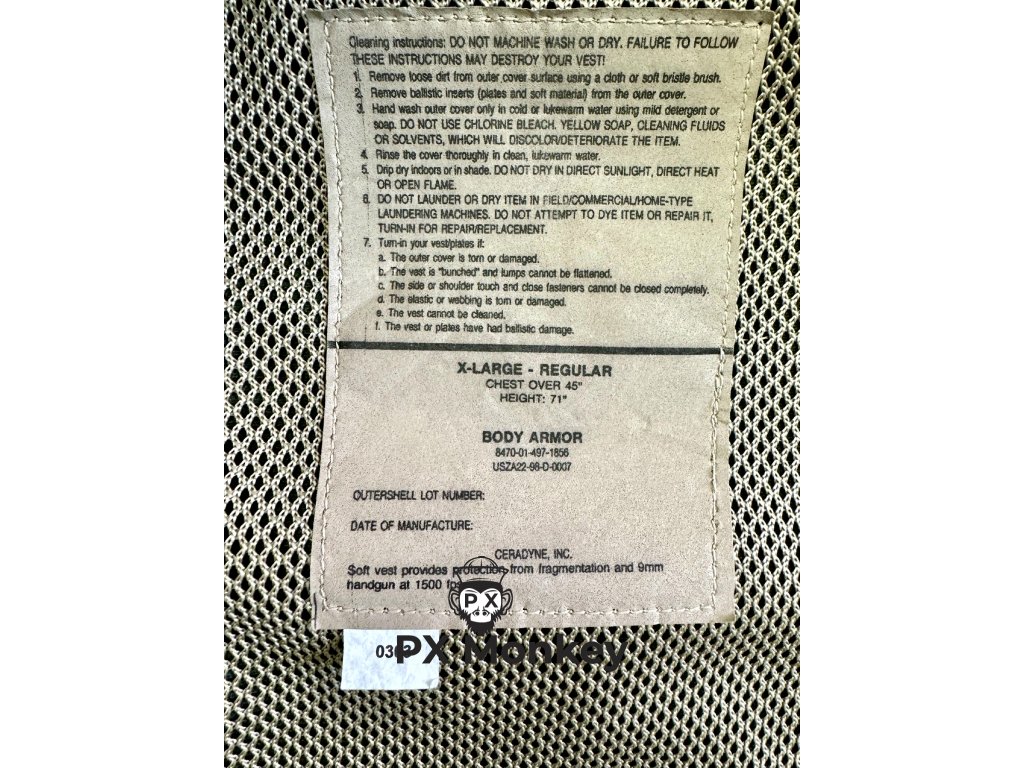 Cleaning instructions: DO NOT MACHINE WASH OR DRY. FAILURE TO FOLLOW
THESE INSTRUCTIONS MAY DESTROY YOUR VEST!
1. Remove loose dirt from outer cover surface using a cloth or soft bristle brush.
2. Remove ballistic inserts (plates and soft material) from the outer cover.
3. Hand wash outer cover only in cold or lukewarm water using mild detergent or
soap. DO NOT USE CHLORINE BLEACH. YELLOW SOAP, CLEANING FLUIDS
OR SOLVENTS, WHICH WILL DISCOLOR/DETERIORATE THE ITEM.
4. Rinse the cover thoroughly in clean, lukewarm water.
5. Drip dry indoors or in shade. DO NOT DRY IN DIRECT SUNLIGHT, DIRECT HEAT
OR OPEN FLAME.
6. DO NOT LAUNDER OR DRY ITEM IN FIELD/COMMERCIAL/HOME-TYPE
LAUNDERING MACHINES. DO NOT ATTEMPT TO DYE ITEM OR REPAIR IT,
TURN-IN FOR REPAIR/REPLACEMENT.
7. Turn-in your vest/plates if:
a. The outer cover is torn or damaged.
b. The vest is "bunched" and lumps cannot be flattened.
c. The side or shoulder touch and close fasteners cannot be closed completely.
d. The elastic or webbing is torn or damaged.
e. The vest cannot be cleaned.
f. The vest or plates have had ballistic damage.
X-LARGE - REGULAR
CHEST OVER 45"
HEIGHT: 71"
BODY ARMOR
8470-01-497-1856
USZA22-98-D-0007
OUTERSHELL LOT NUMBER:
DATE OF MANUFACTURE:
CERADYNE, INC.
Soft vest provides protection from fragmentation and 9mm
handgun at 1500
PX
PX Monkey